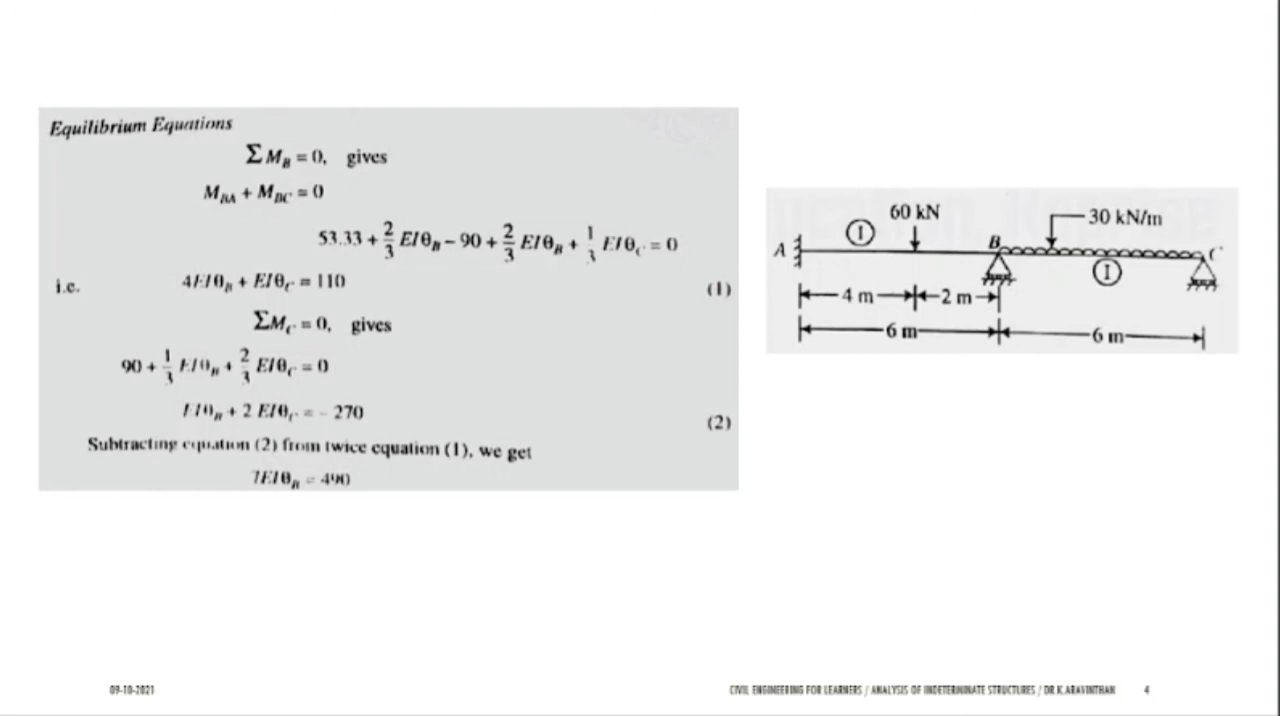 Equilibrium Equations
ΣM_B = 0, gives
M_BA + M_BC = 0
53.33 + 2/3 EIθ_B − 90 + 2/3 EIθ_B + 1/3 EIθ_C = 0
i.e. 4EIθ_B + EIθ_C = 110 (1)
ΣM_C = 0, gives
90 + 1/3 EIθ_B + 2/3 EIθ_C = 0
EIθ_B + 2 EIθ_C = - 270 (2)
Subtracting equation (2) from twice equation (1), we get
7EIθ_B = 490
60 kN
30 kN/m
I
A
B
C
I
4 m
2 m
6 m
6 m
09-10-2021
CIVIL ENGINEERING FOR LEARNERS / ANALYSIS OF INDETERMINATE STRUCTURES / DR K.ARAVINTHAN 4